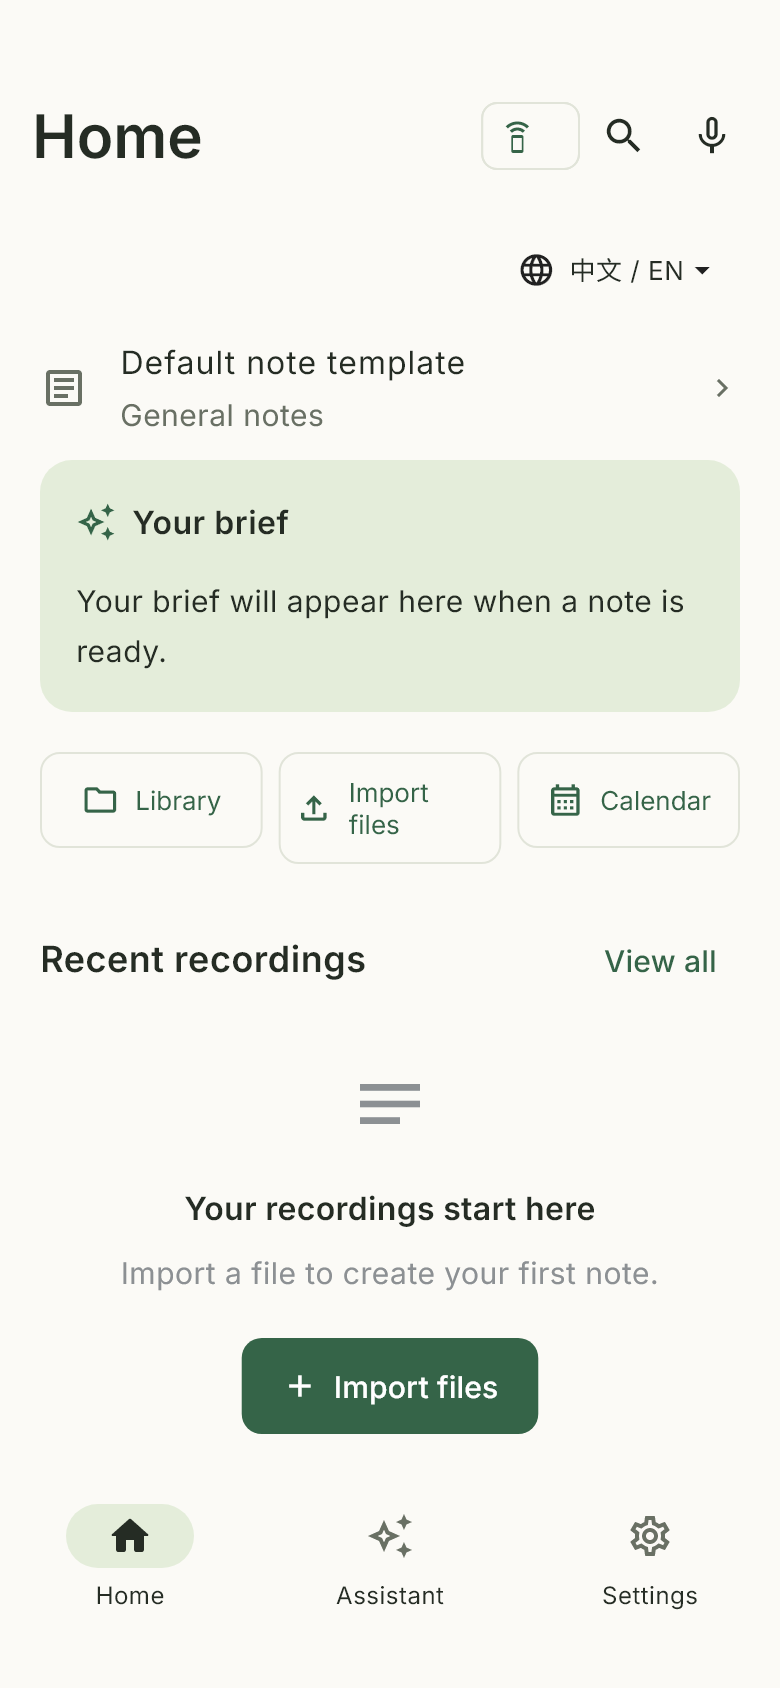 Home
中文 / EN
Default note template
General notes
Your brief
Your brief will appear here when a note is
ready.
Library
Import
files
Calendar
Recent recordings
View all
Your recordings start here
Import a file to create your first note.
Import files
Home
Assistant
Settings